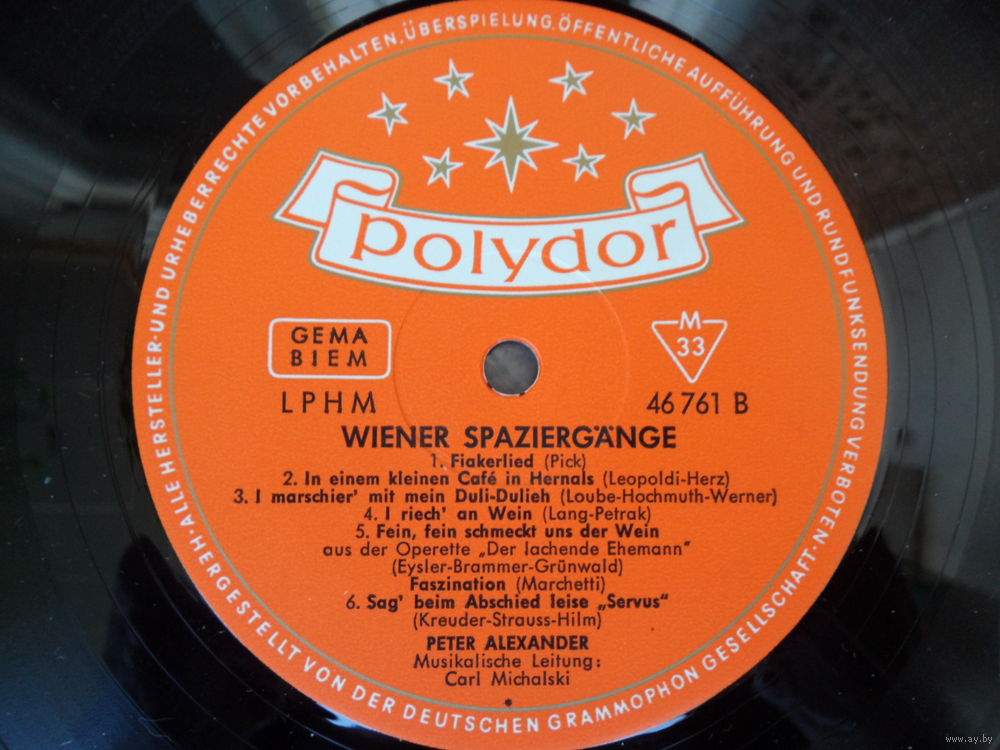 HERGESTELLT VON DER DEUTSCHEN GRAMMOPHON GESELLSCHAFT · ALLE HERSTELLER- UND URHEBERRECHTE VORBEHALTEN. ÜBERSPIELUNG, ÖFFENTLICHE AUFFÜHRUNG UND RUNDFUNKSENDUNG VERBOTEN ·
polydor
GEMA
BIEM
M
33
LPHM
46 761 B
WIENER SPAZIERGÄNGE
1. Fiakerlied (Pick)
2. In einem kleinen Café in Hernals (Leopoldi-Herz)
3. I marschier' mit mein Duli-Dulieh (Loube-Hochmuth-Werner)
4. I riech' an Wein (Lang-Petrak)
5. Fein, fein schmeckt uns der Wein
aus der Operette „Der lachende Ehemann"
(Eysler-Brammer-Grünwald)
Faszination (Marchetti)
6. Sag' beim Abschied leise „Servus"
(Kreuder-Strauss-Hilm)
PETER ALEXANDER
Musikalische Leitung:
Carl Michalski
www.ay.by